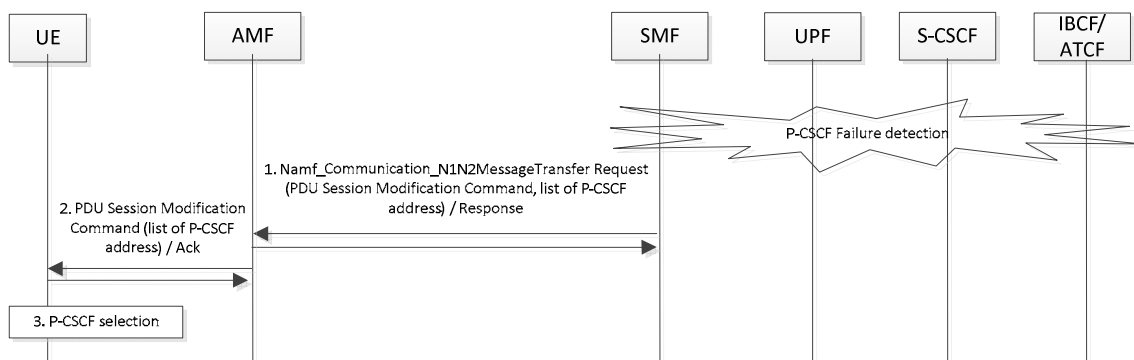 UE
AMF
SMF
UPF
S-CSCF
IBCF/
ATCF
P-CSCF Failure detection
1. Namf_Communication_N1N2MessageTransfer Request
(PDU Session Modification Command, list of P-CSCF
address) / Response
2. PDU Session Modification
Command (list of P-CSCF
address) / Ack
3. P-CSCF selection